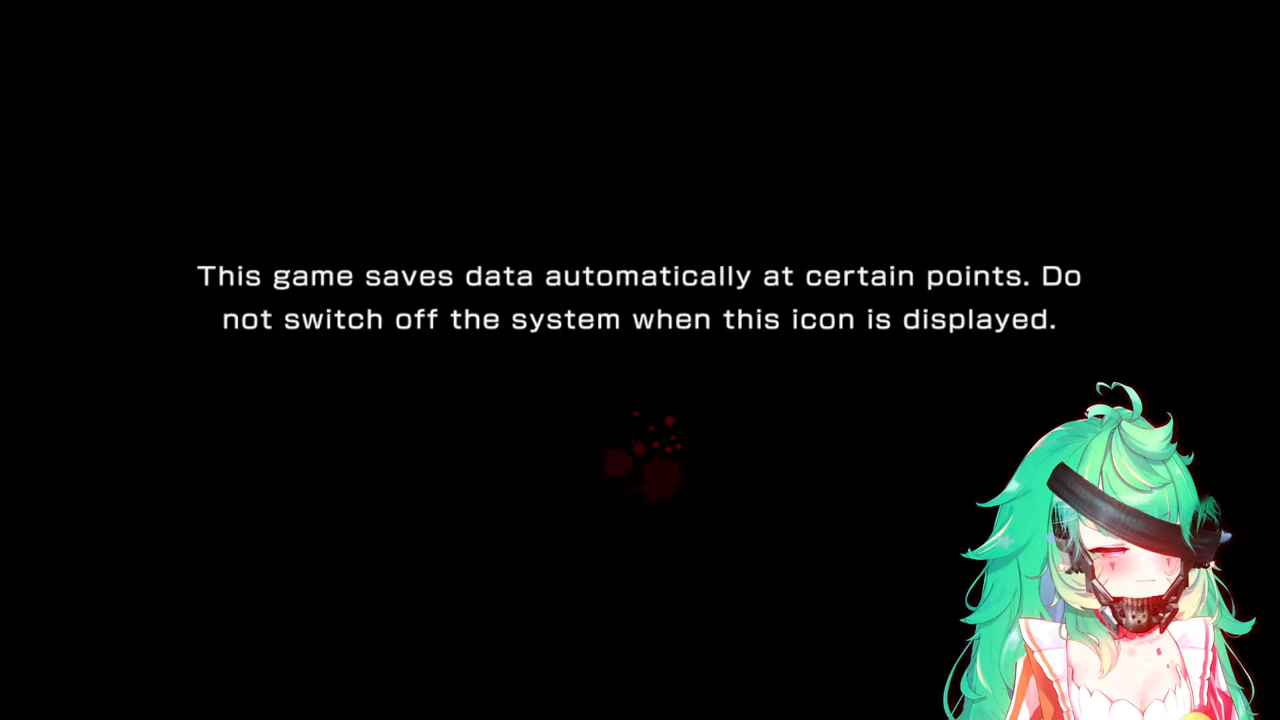 This game saves data automatically at certain points. Do
not switch off the system when this icon is displayed.